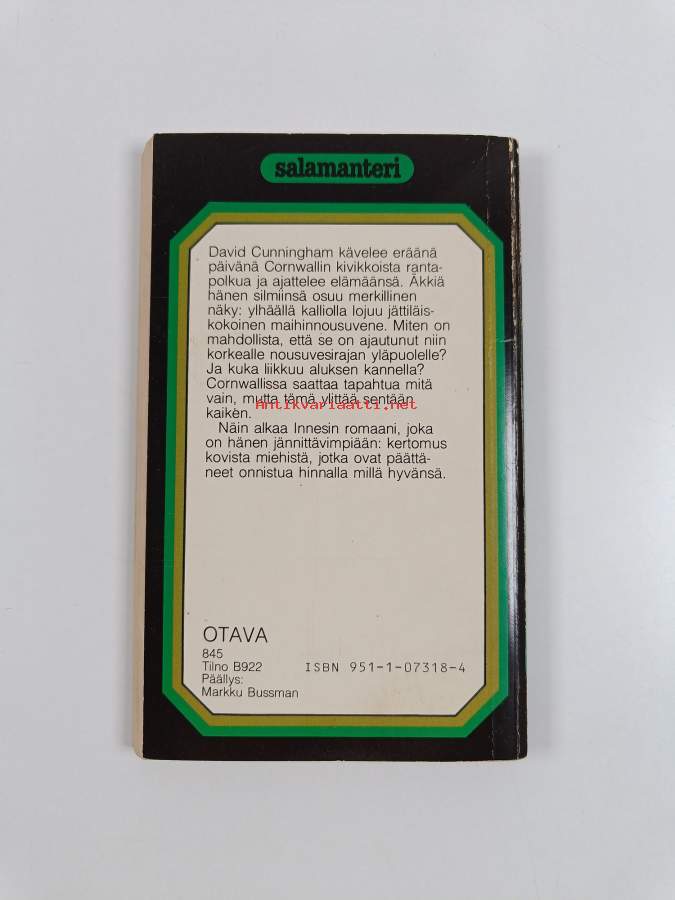 salamanteri
David Cunningham kävelee eräänä
päivänä Cornwallin kivikkoista ranta-
polkua ja ajattelee elämäänsä. Äkkiä
hänen silmiinsä osuu merkillinen
näky: ylhäällä kalliolla lojuu jättiläis-
kokoinen maihinnousuvene. Miten on
mahdollista, että se on ajautunut niin
korkealle nousuvesirajan yläpuolelle?
Ja kuka liikkuu aluksen kannella?
Cornwallissa saattaa tapahtua mitä
vain, mutta tämä ylittää sentään
Antikvariaatti.net
kaiken.
Näin alkaa Innesin romaani, joka
on hänen jännittävimpiään: kertomus
kovista miehistä, jotka ovat päättä-
neet onnistua hinnalla millä hyvänsä.
OTAVA
845
Tilno B922
ISBN 951-1-07318-4
Päällys:
Markku Bussman